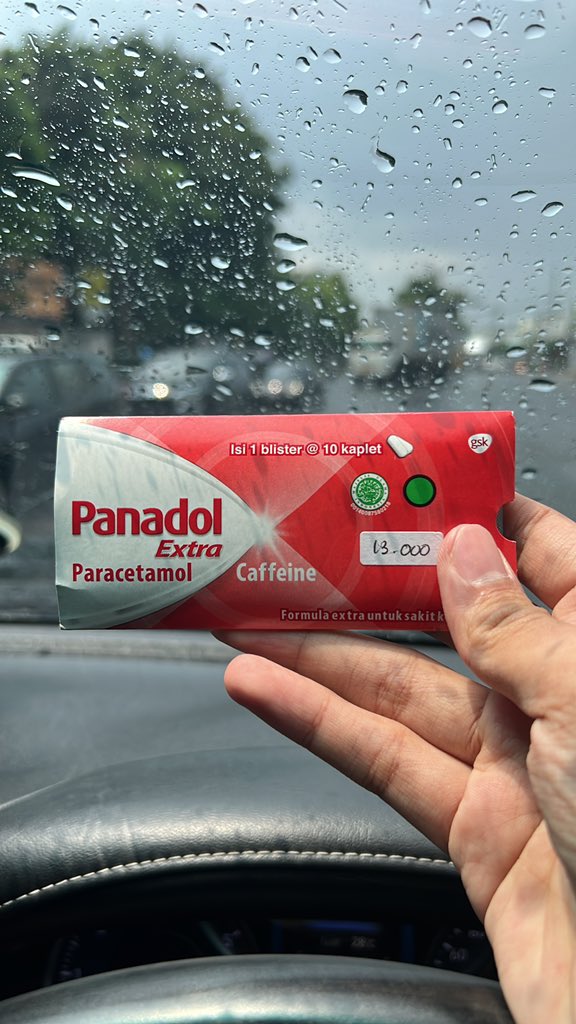 Isi 1 blister @ 10 kaplet
gsk
Panadol
Extra
Paracetamol Caffeine
13.000
Formula extra untuk sakit